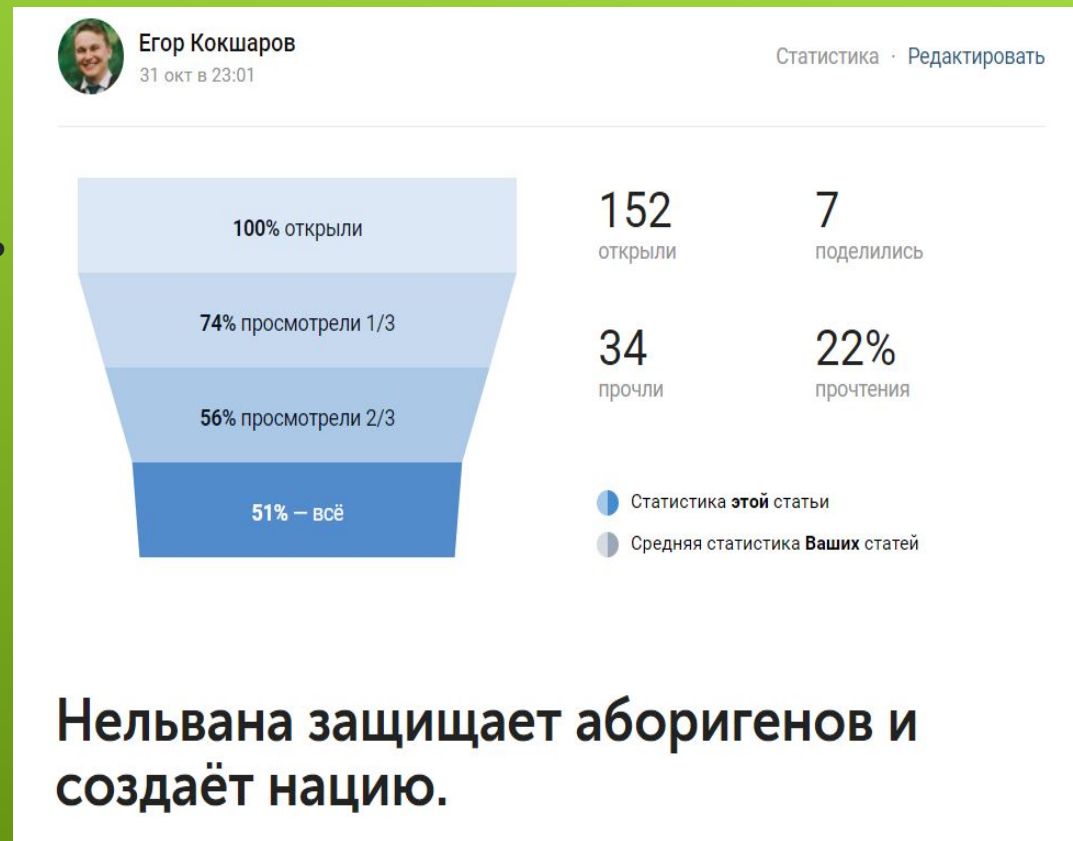 Егор Кокшаров
31 окт в 23:01
Статистика · Редактировать
100% открыли
74% просмотрели 1/3
56% просмотрели 2/3
51% — всё
152
открыли
7
поделились
34
прочли
22%
прочтения
Статистика этой статьи
Средняя статистика Ваших статей
Нельвана защищает аборигенов и
создаёт нацию.